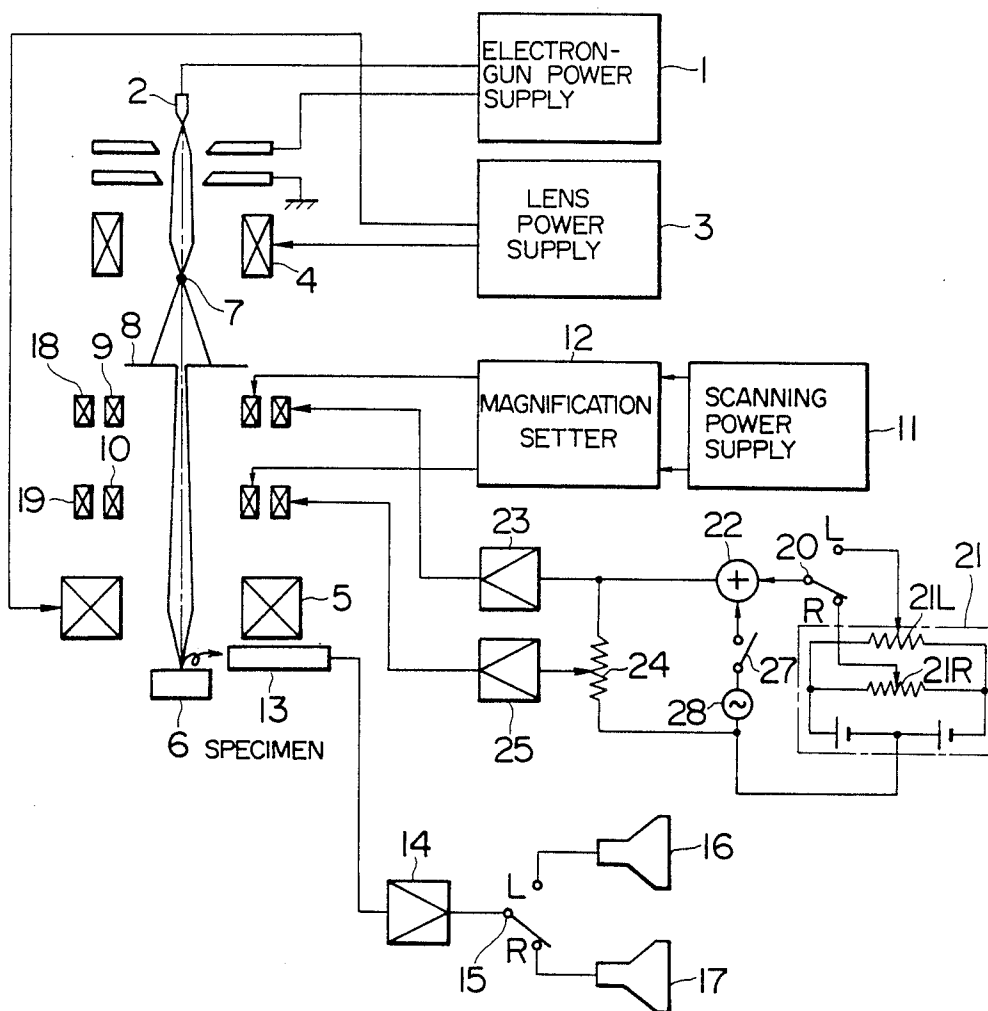 ELECTRON-
GUN POWER
SUPPLY
1
2
LENS
POWER
SUPPLY
3
4
7
8
18
9
12
MAGNIFICATION
SETTER
SCANNING
POWER
SUPPLY
11
10
19
23
22
20
L
R
21
21L
21R
5
24
27
28
13
6 SPECIMEN
25
14
L
R
15
16
17